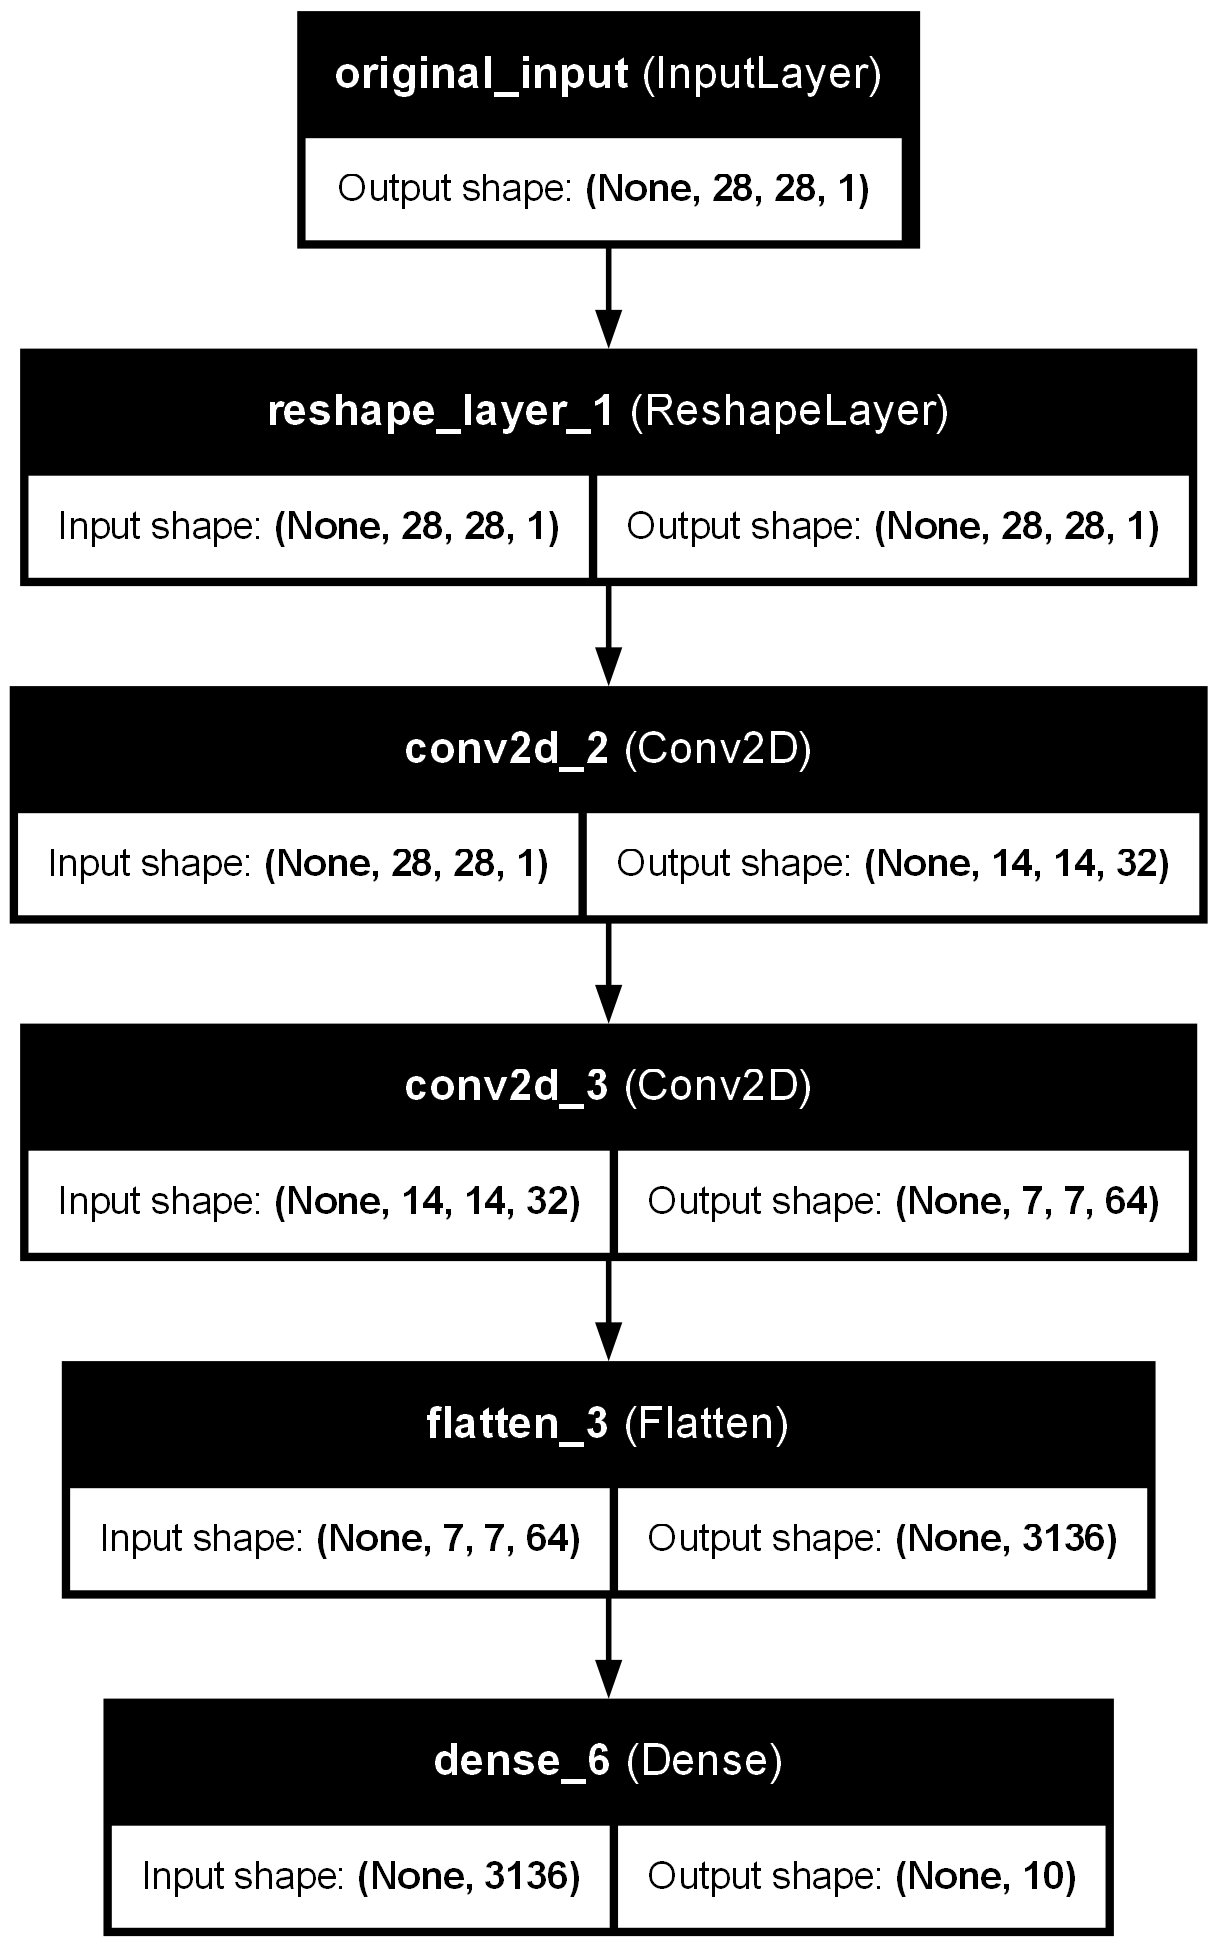 original_input (InputLayer)
Output shape: (None, 28, 28, 1)
reshape_layer_1 (ReshapeLayer)
Input shape: (None, 28, 28, 1) Output shape: (None, 28, 28, 1)
conv2d_2 (Conv2D)
Input shape: (None, 28, 28, 1) Output shape: (None, 14, 14, 32)
conv2d_3 (Conv2D)
Input shape: (None, 14, 14, 32) Output shape: (None, 7, 7, 64)
flatten_3 (Flatten)
Input shape: (None, 7, 7, 64) Output shape: (None, 3136)
dense_6 (Dense)
Input shape: (None, 3136) Output shape: (None, 10)